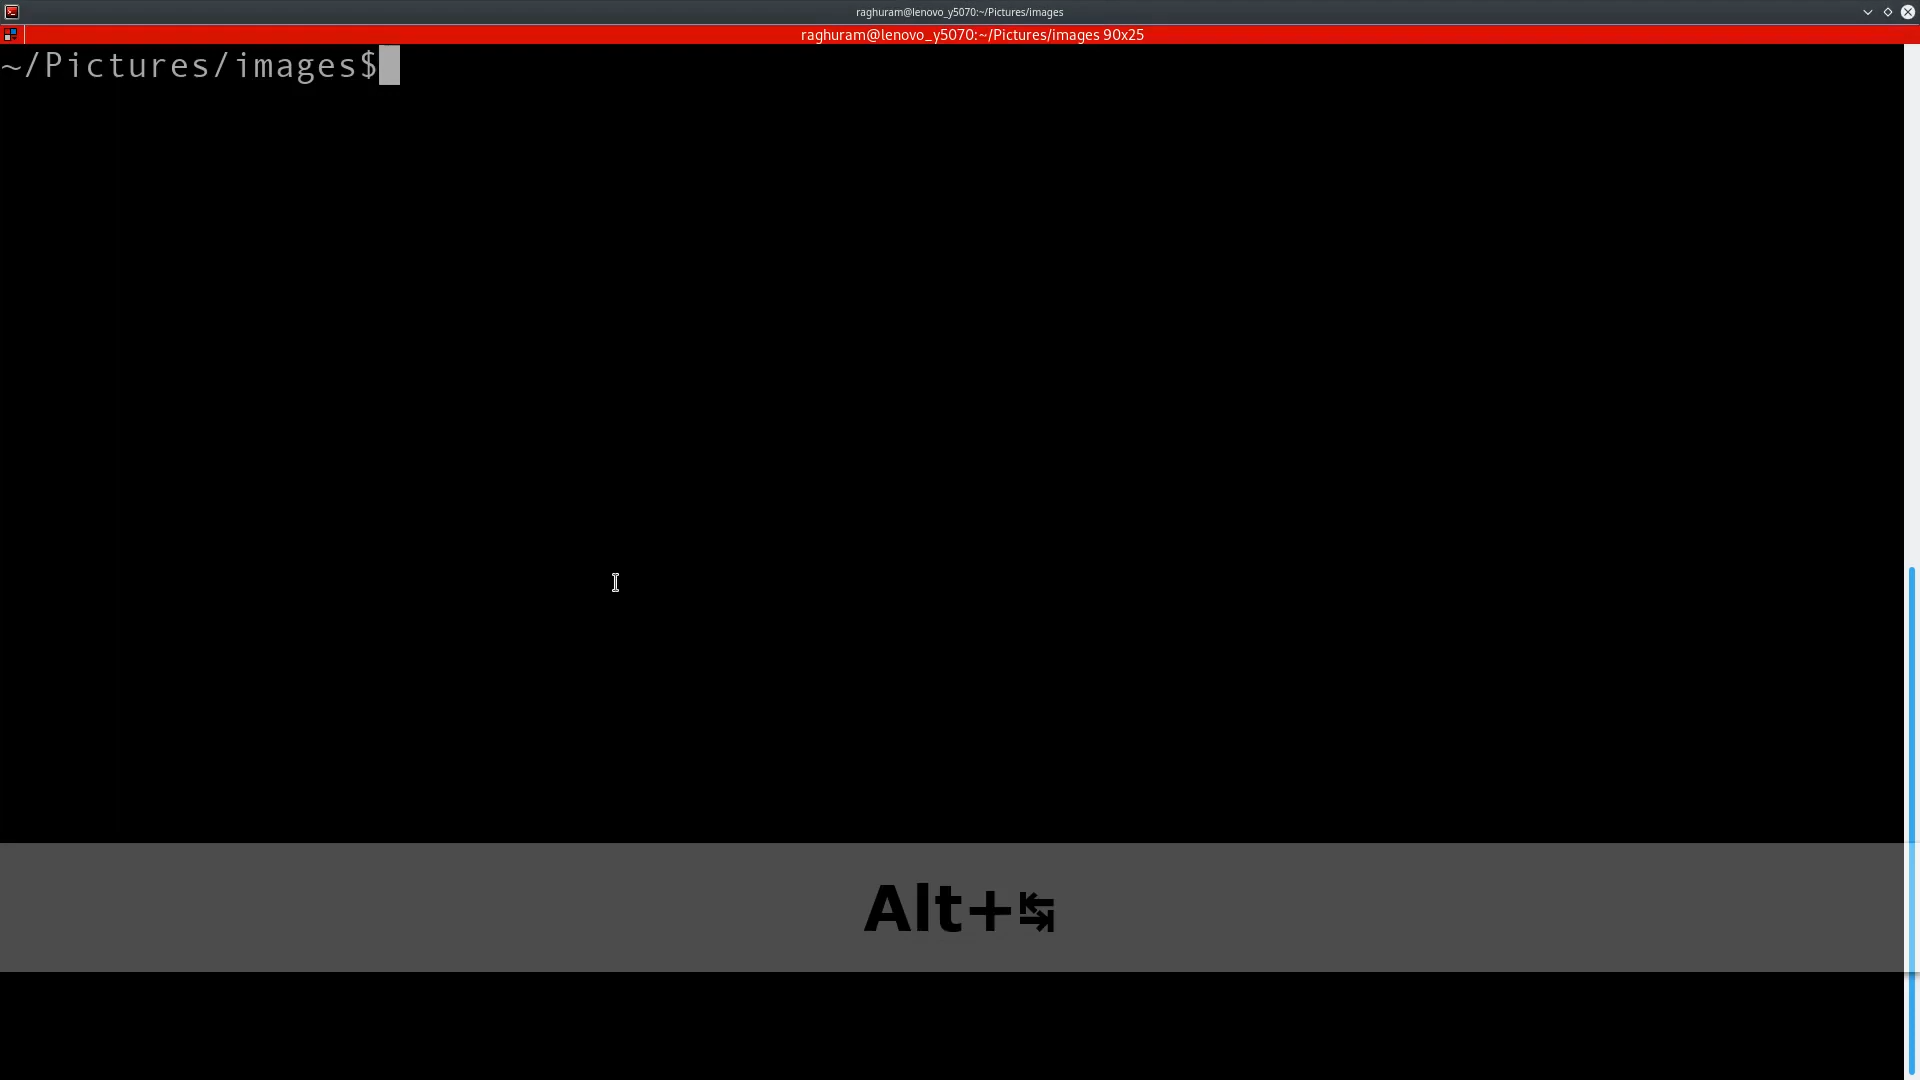 raghuram@lenovo_y5070:~/Pictures/images
raghuram@lenovo_y5070:~/Pictures/images 90x25
~/Pictures/images$
Alt+↹